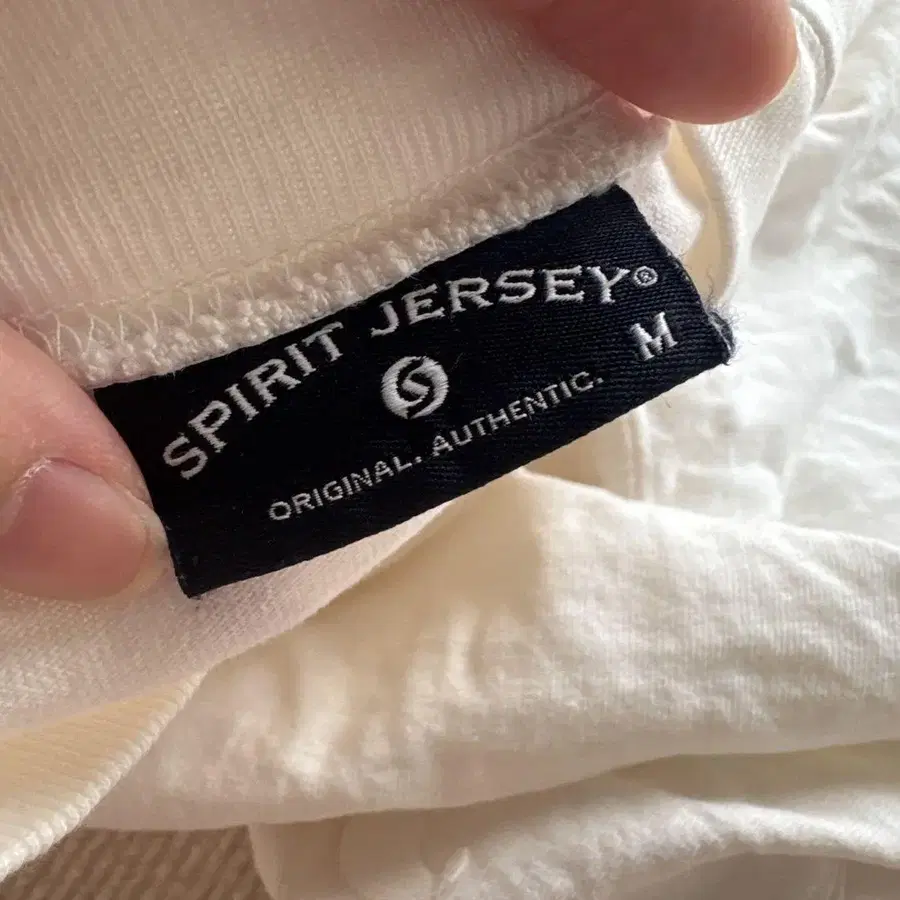 SPIRIT JERSEY®
S
M
ORIGINAL. AUTHENTIC.